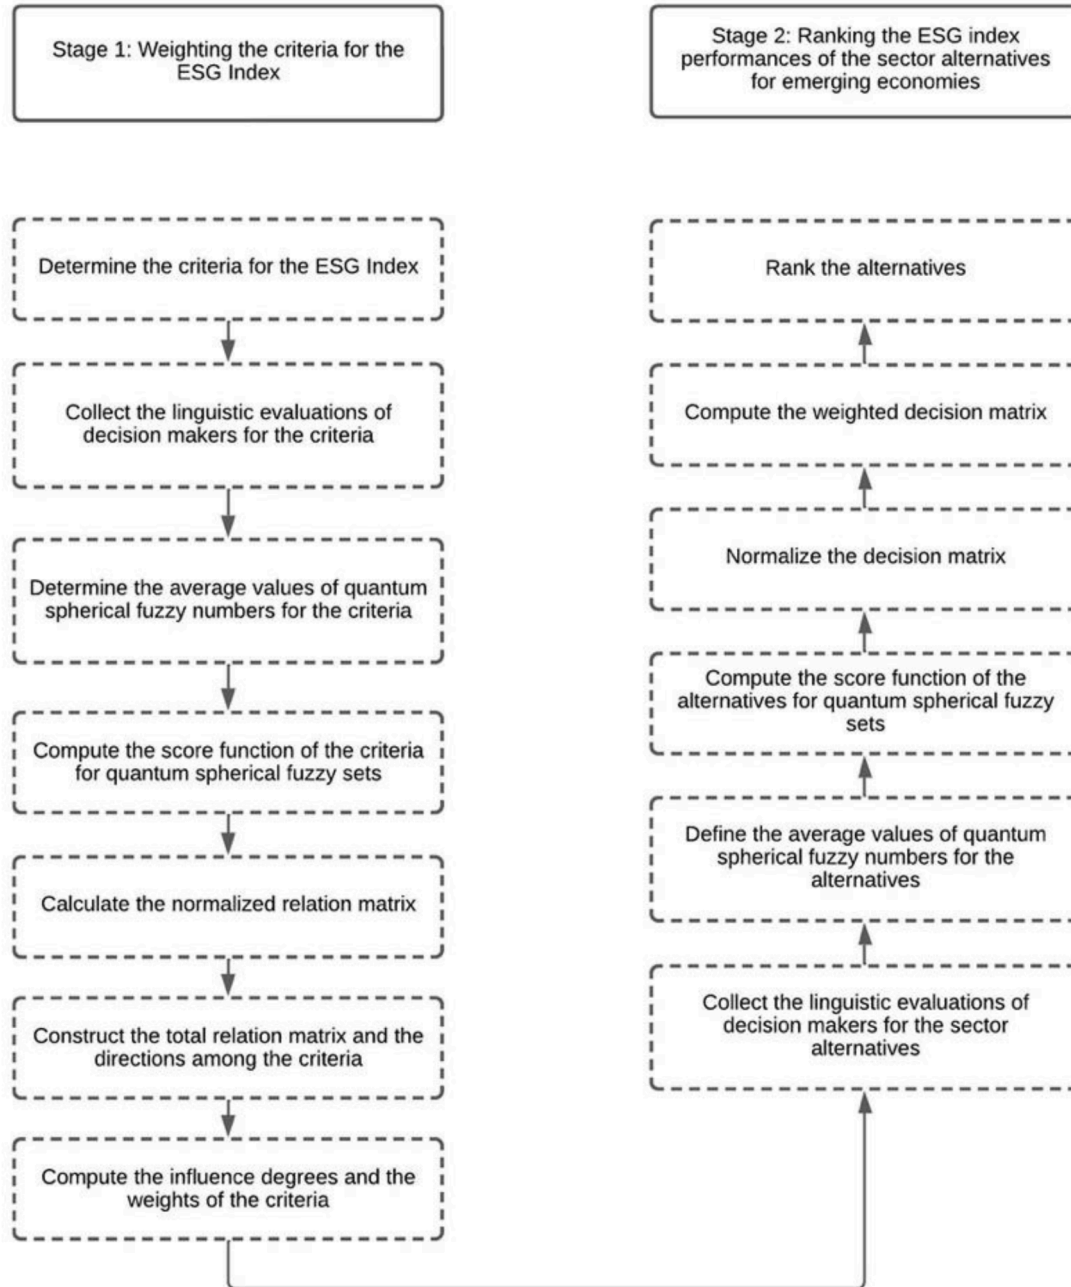 Stage 1: Weighting the criteria for the
ESG Index
Determine the criteria for the ESG Index
Collect the linguistic evaluations of
decision makers for the criteria
Determine the average values of quantum
spherical fuzzy numbers for the criteria
Compute the score function of the criteria
for quantum spherical fuzzy sets
Calculate the normalized relation matrix
Construct the total relation matrix and the
directions among the criteria
Compute the influence degrees and the
weights of the criteria
Stage 2: Ranking the ESG index
performances of the sector alternatives
for emerging economies
Rank the alternatives
Compute the weighted decision matrix
Normalize the decision matrix
Compute the score function of the
alternatives for quantum spherical fuzzy
sets
Define the average values of quantum
spherical fuzzy numbers for the
alternatives
Collect the linguistic evaluations of
decision makers for the sector
alternatives